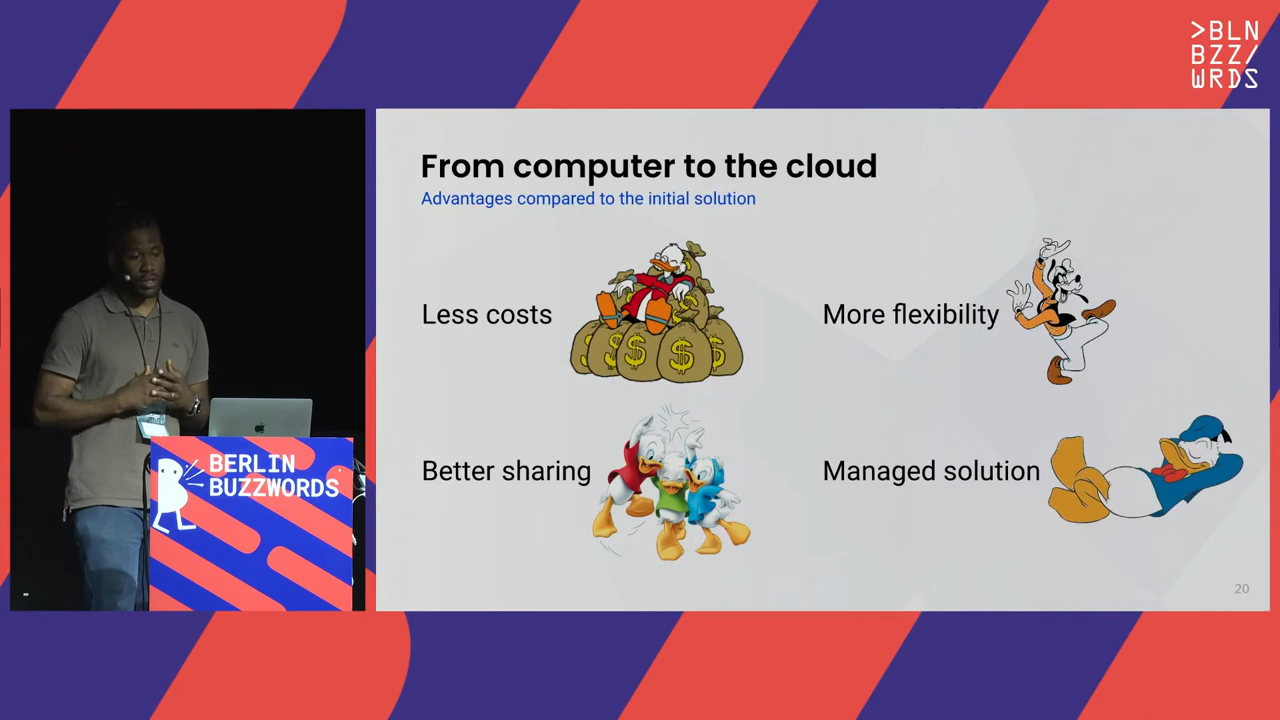 >BLN
BZZ/
WRDS
From computer to the cloud
Advantages compared to the initial solution
Less costs
More flexibility
Better sharing
Managed solution
20
BERLIN
BUZZWORDS
$ $ $ $ $